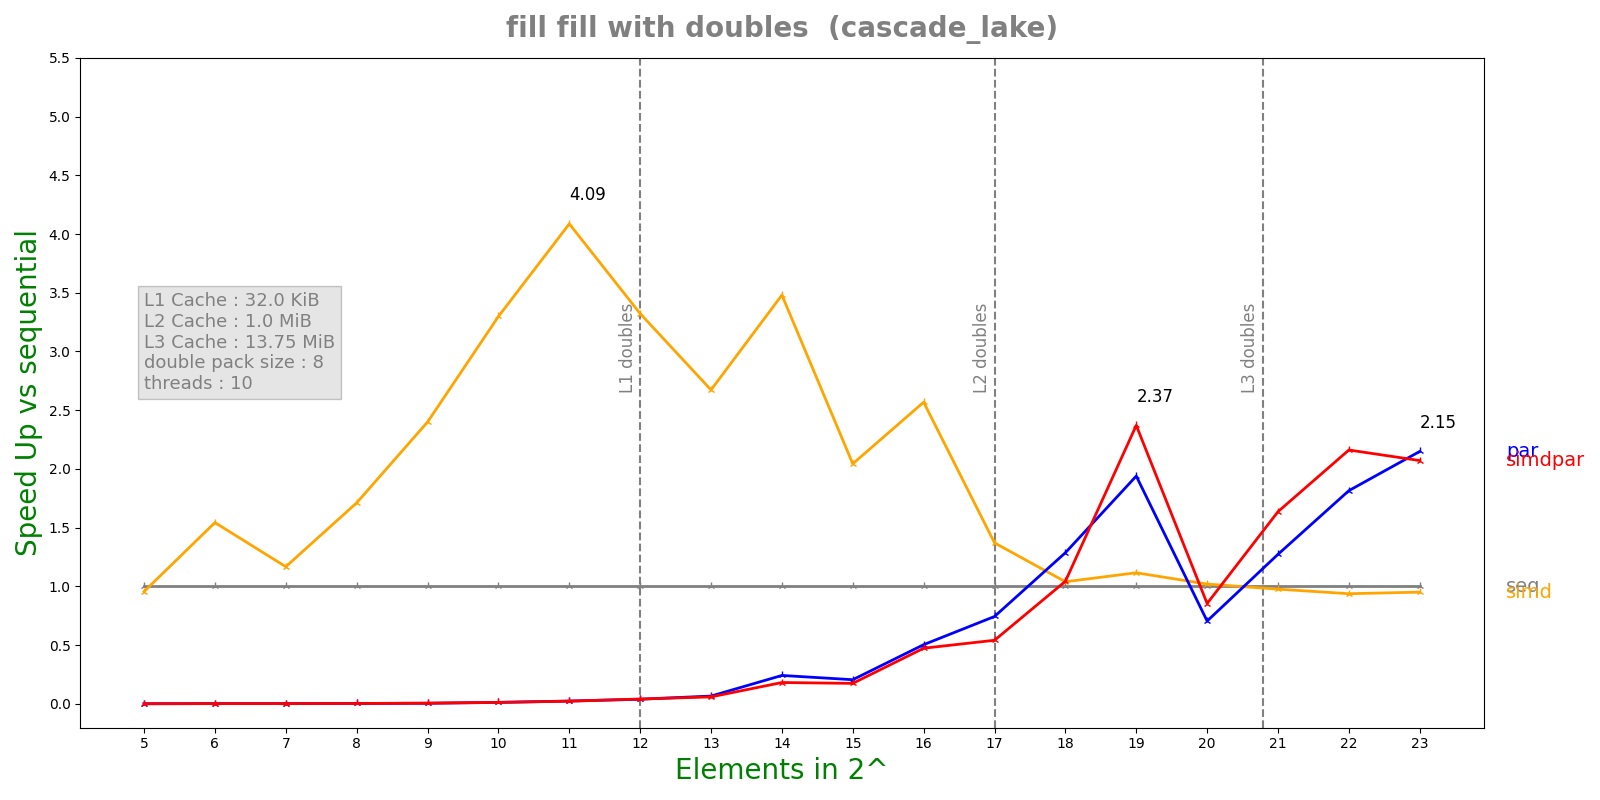 fill fill with doubles  (cascade_lake)
5.5
5.0
4.5
4.0
3.5
3.0
2.5
2.0
1.5
1.0
0.5
0.0
Speed Up vs sequential
L1 Cache : 32.0 KiB
L2 Cache : 1.0 MiB
L3 Cache : 13.75 MiB
double pack size : 8
threads : 10
4.09
2.37
2.15
L1 doubles
L2 doubles
L3 doubles
par
simdpar
seq
simd
5 6 7 8 9 10 11 12 13 14 15 16 17 18 19 20 21 22 23
Elements in 2^